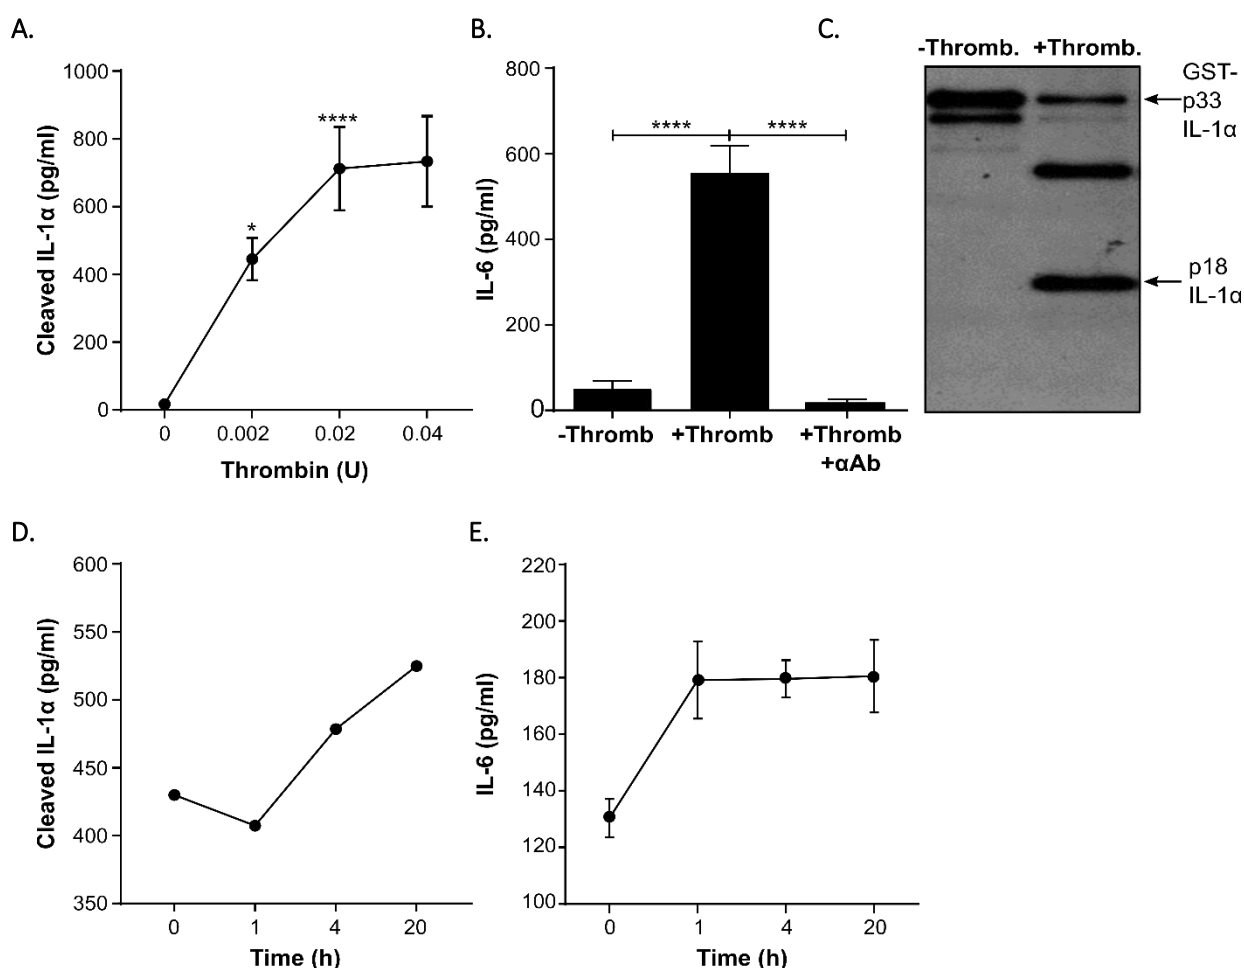 A.
Cleaved IL-1α (pg/ml)
1000
800
600
400
200
0
*
****
0 0.002 0.02 0.04
Thrombin (U)
B.
IL-6 (pg/ml)
800
600
400
200
0
**** ****
-Thromb +Thromb +Thromb
+αAb
C.
-Thromb. +Thromb.
GST-
p33
IL-1α
p18
IL-1α
D.
Cleaved IL-1α (pg/ml)
600
550
500
450
400
350
0 1 4 20
Time (h)
E.
IL-6 (pg/ml)
220
200
180
160
140
130
100
0 1 4 20
Time (h)